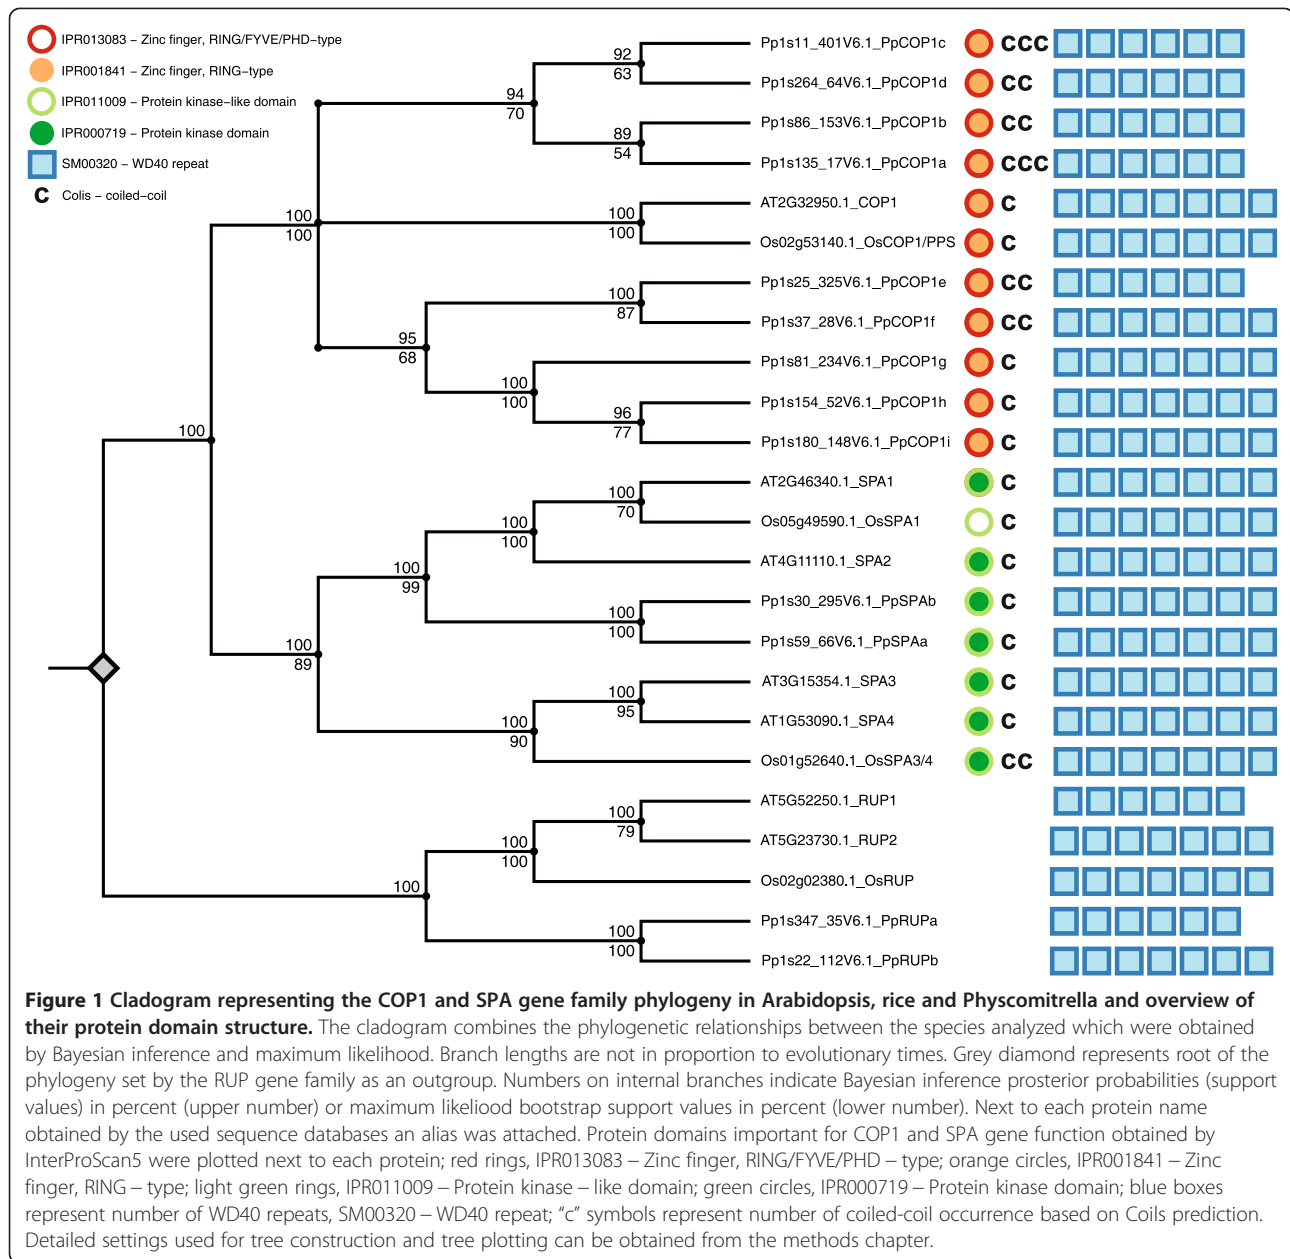 IPR013083 – Zinc finger, RING/FYVE/PHD-type
IPR001841 – Zinc finger, RING-type
IPR011009 – Protein kinase-like domain
IPR000719 – Protein kinase domain
SM00320 – WD40 repeat
C Colis – coiled-coil
92
63
94
70
89
54
100
100
100
100
100
87
95
68
100
100
96
77
100
100
70
100
100
100
99
100
100
100
89
100
95
100
90
100
79
100
100
100
100
100
Pp1s11_401V6.1_PpCOP1c CCC
Pp1s264_64V6.1_PpCOP1d CC
Pp1s86_153V6.1_PpCOP1b CC
Pp1s135_17V6.1_PpCOP1a CCC
AT2G32950.1_COP1 C
Os02g53140.1_OsCOP1/PPS C
Pp1s25_325V6.1_PpCOP1e CC
Pp1s37_28V6.1_PpCOP1f CC
Pp1s81_234V6.1_PpCOP1g C
Pp1s154_52V6.1_PpCOP1h C
Pp1s180_148V6.1_PpCOP1i C
AT2G46340.1_SPA1 C
Os05g49590.1_OsSPA1 C
AT4G11110.1_SPA2 C
Pp1s30_295V6.1_PpSPAb C
Pp1s59_66V6.1_PpSPAa C
AT3G15354.1_SPA3 C
AT1G53090.1_SPA4 C
Os01g52640.1_OsSPA3/4 CC
AT5G52250.1_RUP1
AT5G23730.1_RUP2
Os02g02380.1_OsRUP
Pp1s347_35V6.1_PpRUPa
Pp1s22_112V6.1_PpRUPb
Figure 1 Cladogram representing the COP1 and SPA gene family phylogeny in Arabidopsis, rice and Physcomitrella and overview of
their protein domain structure. The cladogram combines the phylogenetic relationships between the species analyzed which were obtained
by Bayesian inference and maximum likelihood. Branch lengths are not in proportion to evolutionary times. Grey diamond represents root of the
phylogeny set by the RUP gene family as an outgroup. Numbers on internal branches indicate Bayesian inference prosterior probabilities (support
values) in percent (upper number) or maximum likeliood bootstrap support values in percent (lower number). Next to each protein name
obtained by the used sequence databases an alias was attached. Protein domains important for COP1 and SPA gene function obtained by
InterProScan5 were plotted next to each protein; red rings, IPR013083 – Zinc finger, RING/FYVE/PHD – type; orange circles, IPR001841 – Zinc
finger, RING – type; light green rings, IPR011009 – Protein kinase – like domain; green circles, IPR000719 – Protein kinase domain; blue boxes
represent number of WD40 repeats, SM00320 – WD40 repeat; “c” symbols represent number of coiled-coil occurrence based on Coils prediction.
Detailed settings used for tree construction and tree plotting can be obtained from the methods chapter.